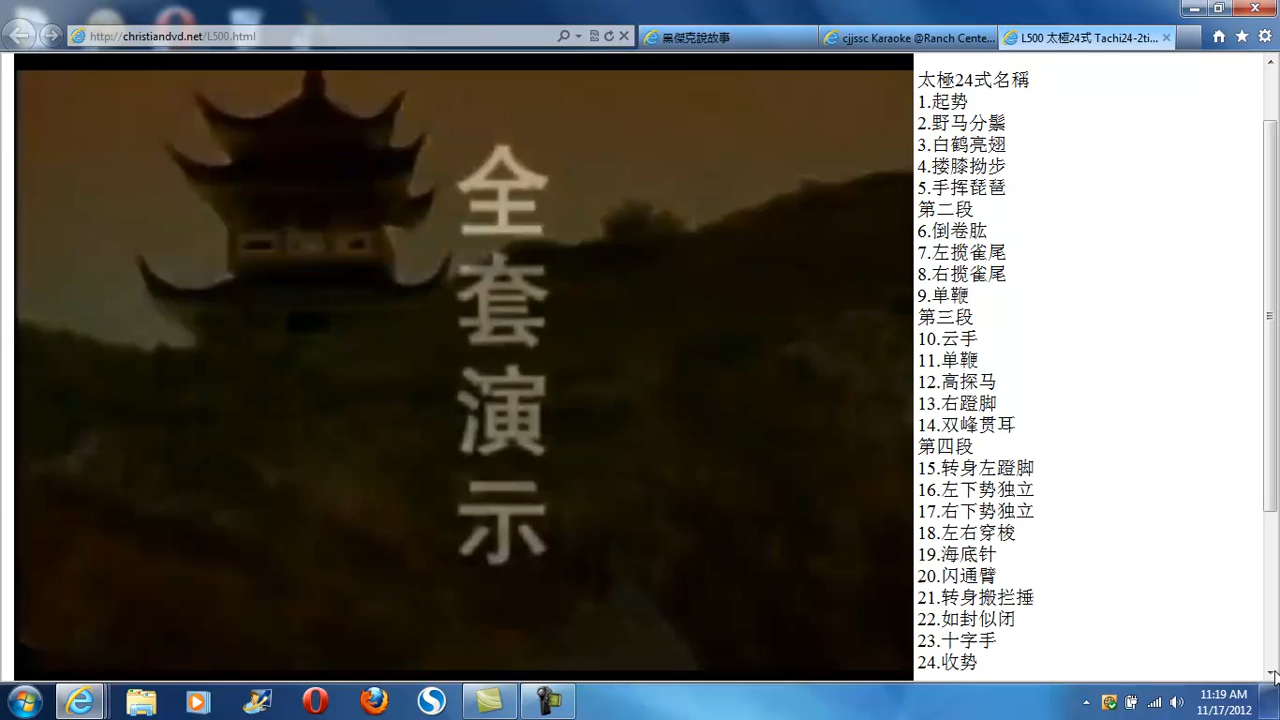 http://christiandvd.net/L500.html
黑傑克說故事
cjjssc Karaoke @Ranch Cente...
L500 太極24式 Tachi24-2ti...
全套演示
太極24式名稱
1.起势
2.野马分鬃
3.白鹤亮翅
4.搂膝拗步
5.手挥琵琶
第二段
6.倒卷肱
7.左揽雀尾
8.右揽雀尾
9.单鞭
第三段
10.云手
11.单鞭
12.高探马
13.右蹬脚
14.双峰贯耳
第四段
15.转身左蹬脚
16.左下势独立
17.右下势独立
18.左右穿梭
19.海底针
20.闪通臂
21.转身搬拦捶
22.如封似闭
23.十字手
24.收势
11:19 AM
11/17/2012